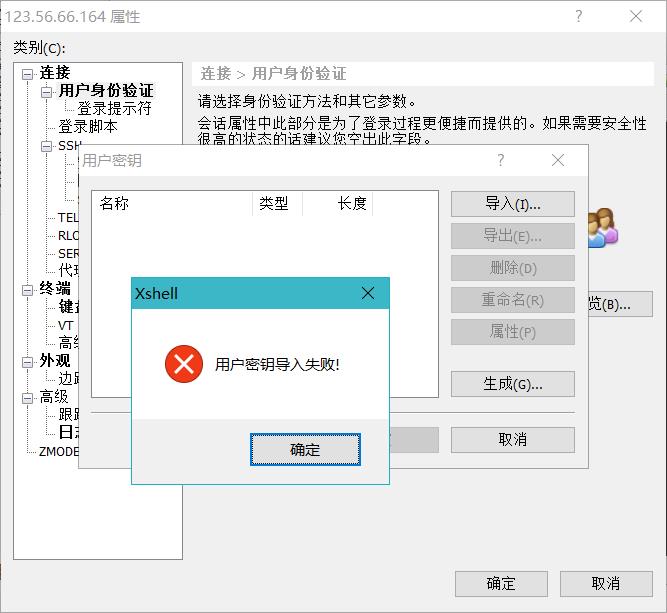 123.56.66.164 属性
?
类别(C):
连接
用户身份验证
登录提示符
登录脚本
SSH
TEL
RLO
SER
代理
终端
键盘
VT
高级
外观
边距
高级
跟踪
日志
ZMODE
连接 > 用户身份验证
请选择身份验证方法和其它参数。
会话属性中此部分是为了登录过程更便捷而提供的。如果需要安全性
很高的状态的话建议您空出此字段。
览(B)...
用户密钥
?
名称 类型 长度
导入(I)...
导出(E)...
删除(D)
重命名(R)
属性(P)
生成(G)...
取消
Xshell
用户密钥导入失败!
确定
确定
取消